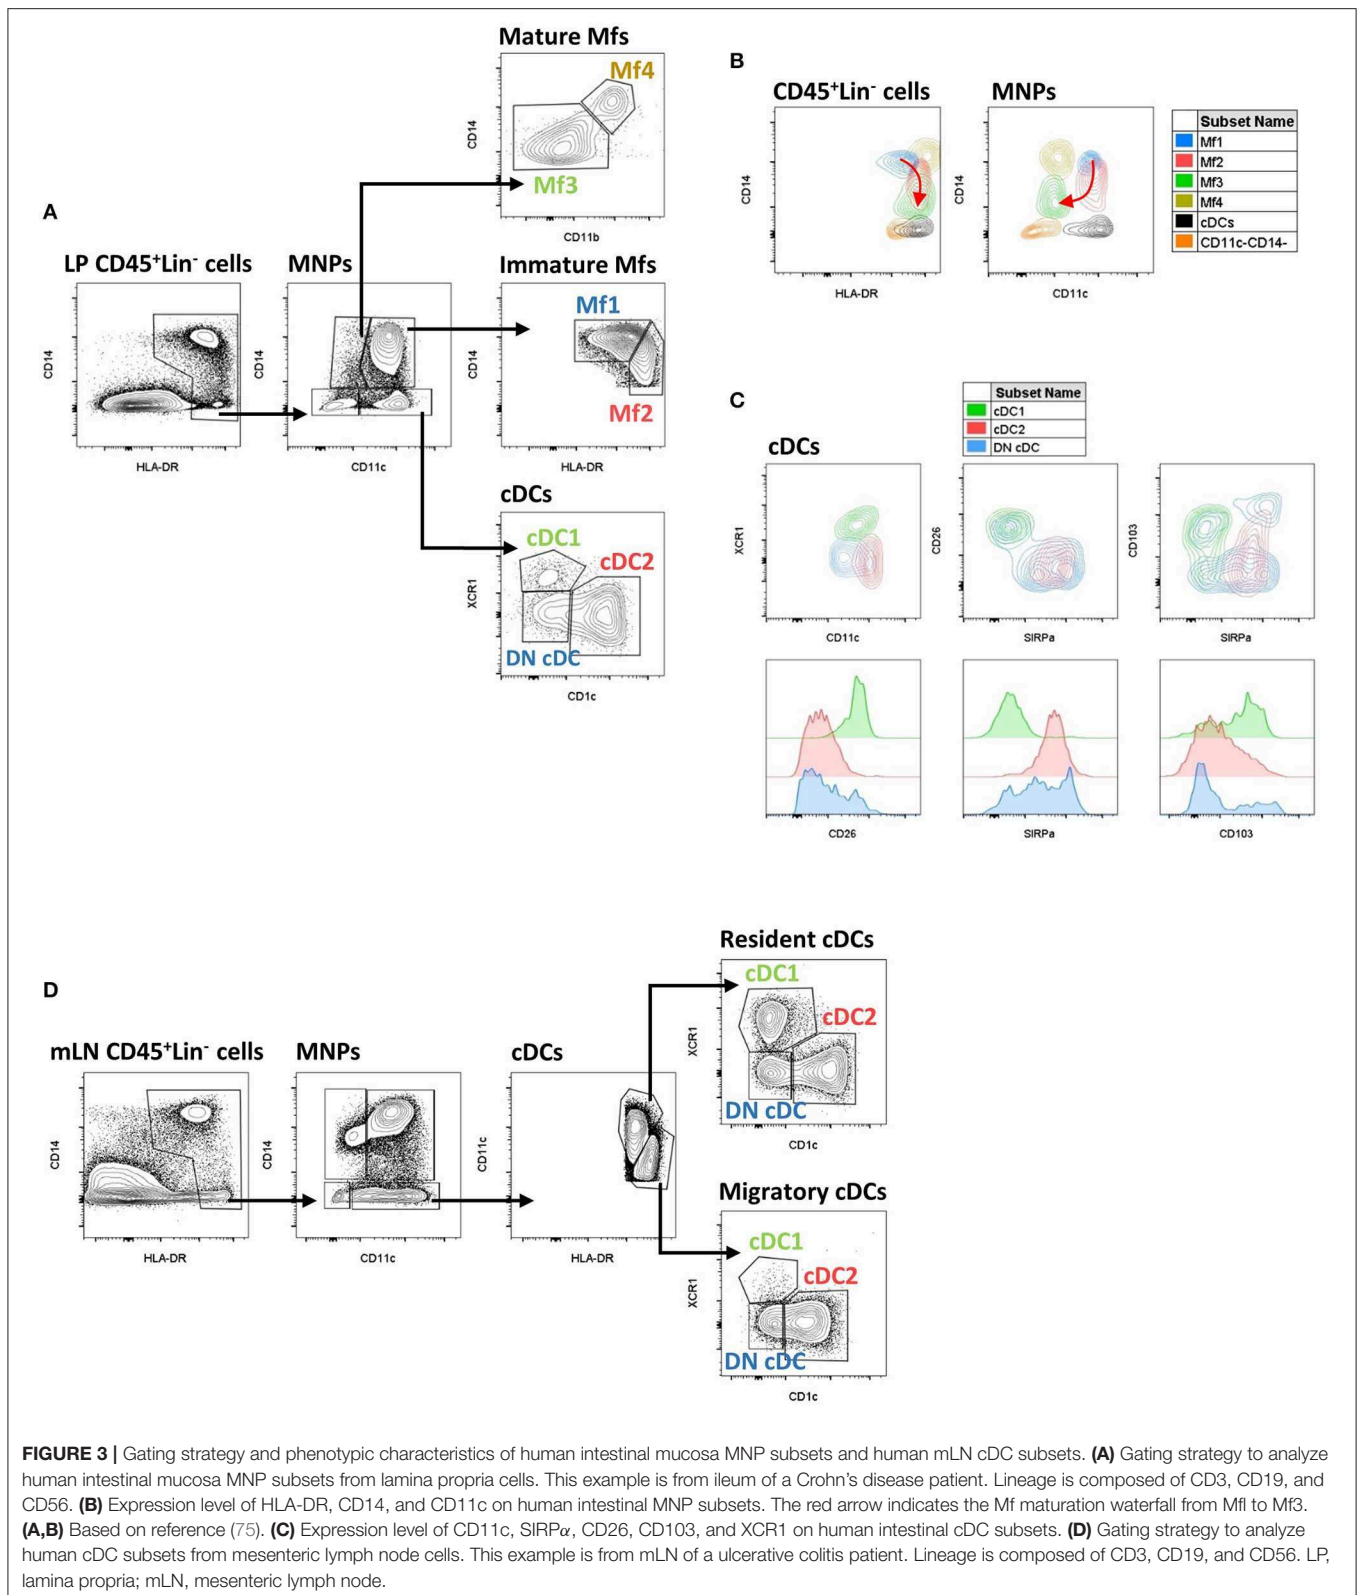 A
LP CD45+Lin- cells
CD14
HLA-DR
MNPs
CD14
CD11c
Mature Mfs
Mf4
Mf3
CD14
CD11b
Immature Mfs
Mf1
Mf2
CD14
HLA-DR
cDCs
cDC1
cDC2
DN cDC
XCR1
CD1c
B
CD45+Lin- cells
CD14
HLA-DR
MNPs
CD14
CD11c
Subset Name
Mf1
Mf2
Mf3
Mf4
cDCs
CD11c-CD14-
C
Subset Name
cDC1
cDC2
DN cDC
cDCs
XCR1
CD11c
CD26
SIRPa
CD103
SIRPa
CD26
SIRPa
CD103
D
mLN CD45+Lin- cells
CD14
HLA-DR
MNPs
CD14
CD11c
cDCs
CD11c
HLA-DR
Resident cDCs
cDC1
cDC2
DN cDC
XCR1
CD1c
Migratory cDCs
cDC1
cDC2
DN cDC
XCR1
CD1c
FIGURE 3 | Gating strategy and phenotypic characteristics of human intestinal mucosa MNP subsets and human mLN cDC subsets. (A) Gating strategy to analyze
human intestinal mucosa MNP subsets from lamina propria cells. This example is from ileum of a Crohn's disease patient. Lineage is composed of CD3, CD19, and
CD56. (B) Expression level of HLA-DR, CD14, and CD11c on human intestinal MNP subsets. The red arrow indicates the Mf maturation waterfall from Mfl to Mf3.
(A,B) Based on reference (75). (C) Expression level of CD11c, SIRPα, CD26, CD103, and XCR1 on human intestinal cDC subsets. (D) Gating strategy to analyze
human cDC subsets from mesenteric lymph node cells. This example is from mLN of a ulcerative colitis patient. Lineage is composed of CD3, CD19, and CD56. LP,
lamina propria; mLN, mesenteric lymph node.